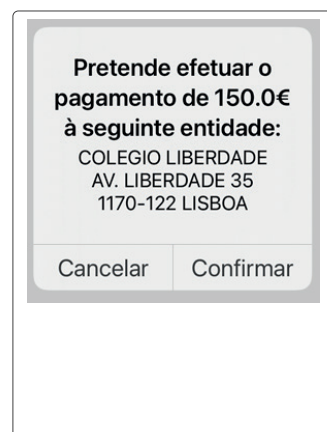 Pretende efetuar o
pagamento de 150.0€
à seguinte entidade:
COLEGIO LIBERDADE
AV. LIBERDADE 35
1170-122 LISBOA
Cancelar
Confirmar